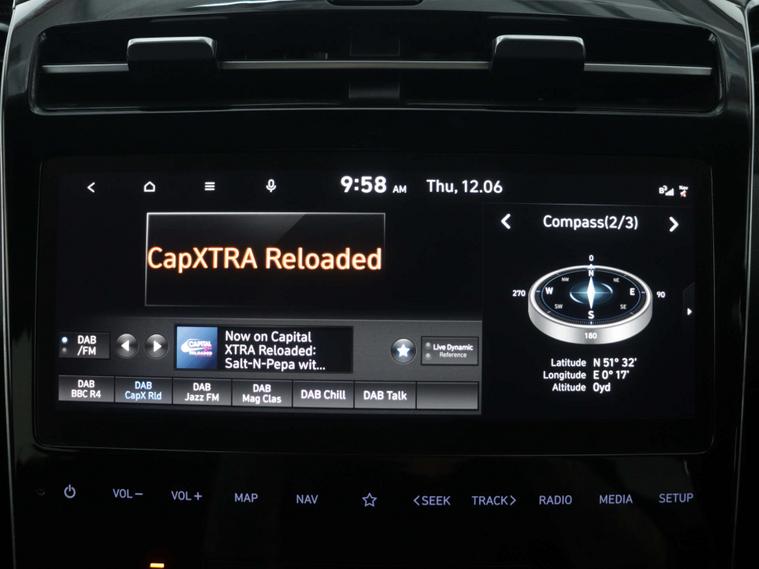 9:58 AM Thu, 12.06
CapXTRA Reloaded
Compass(2/3)
0
N
NW NE
270 W E 90
SW SE
S
180
Latitude N 51° 32'
Longitude E 0° 17'
Altitude 0yd
DAB
/FM
CAPITAL
RELOADED
Now on Capital
XTRA Reloaded:
Salt-N-Pepa wit...
Live Dynamic
Reference
DAB
BBC R4
DAB
CapX Rld
DAB
Jazz FM
DAB
Mag Clas
DAB Chill
DAB Talk
VOL− VOL+ MAP NAV <SEEK TRACK> RADIO MEDIA SETUP